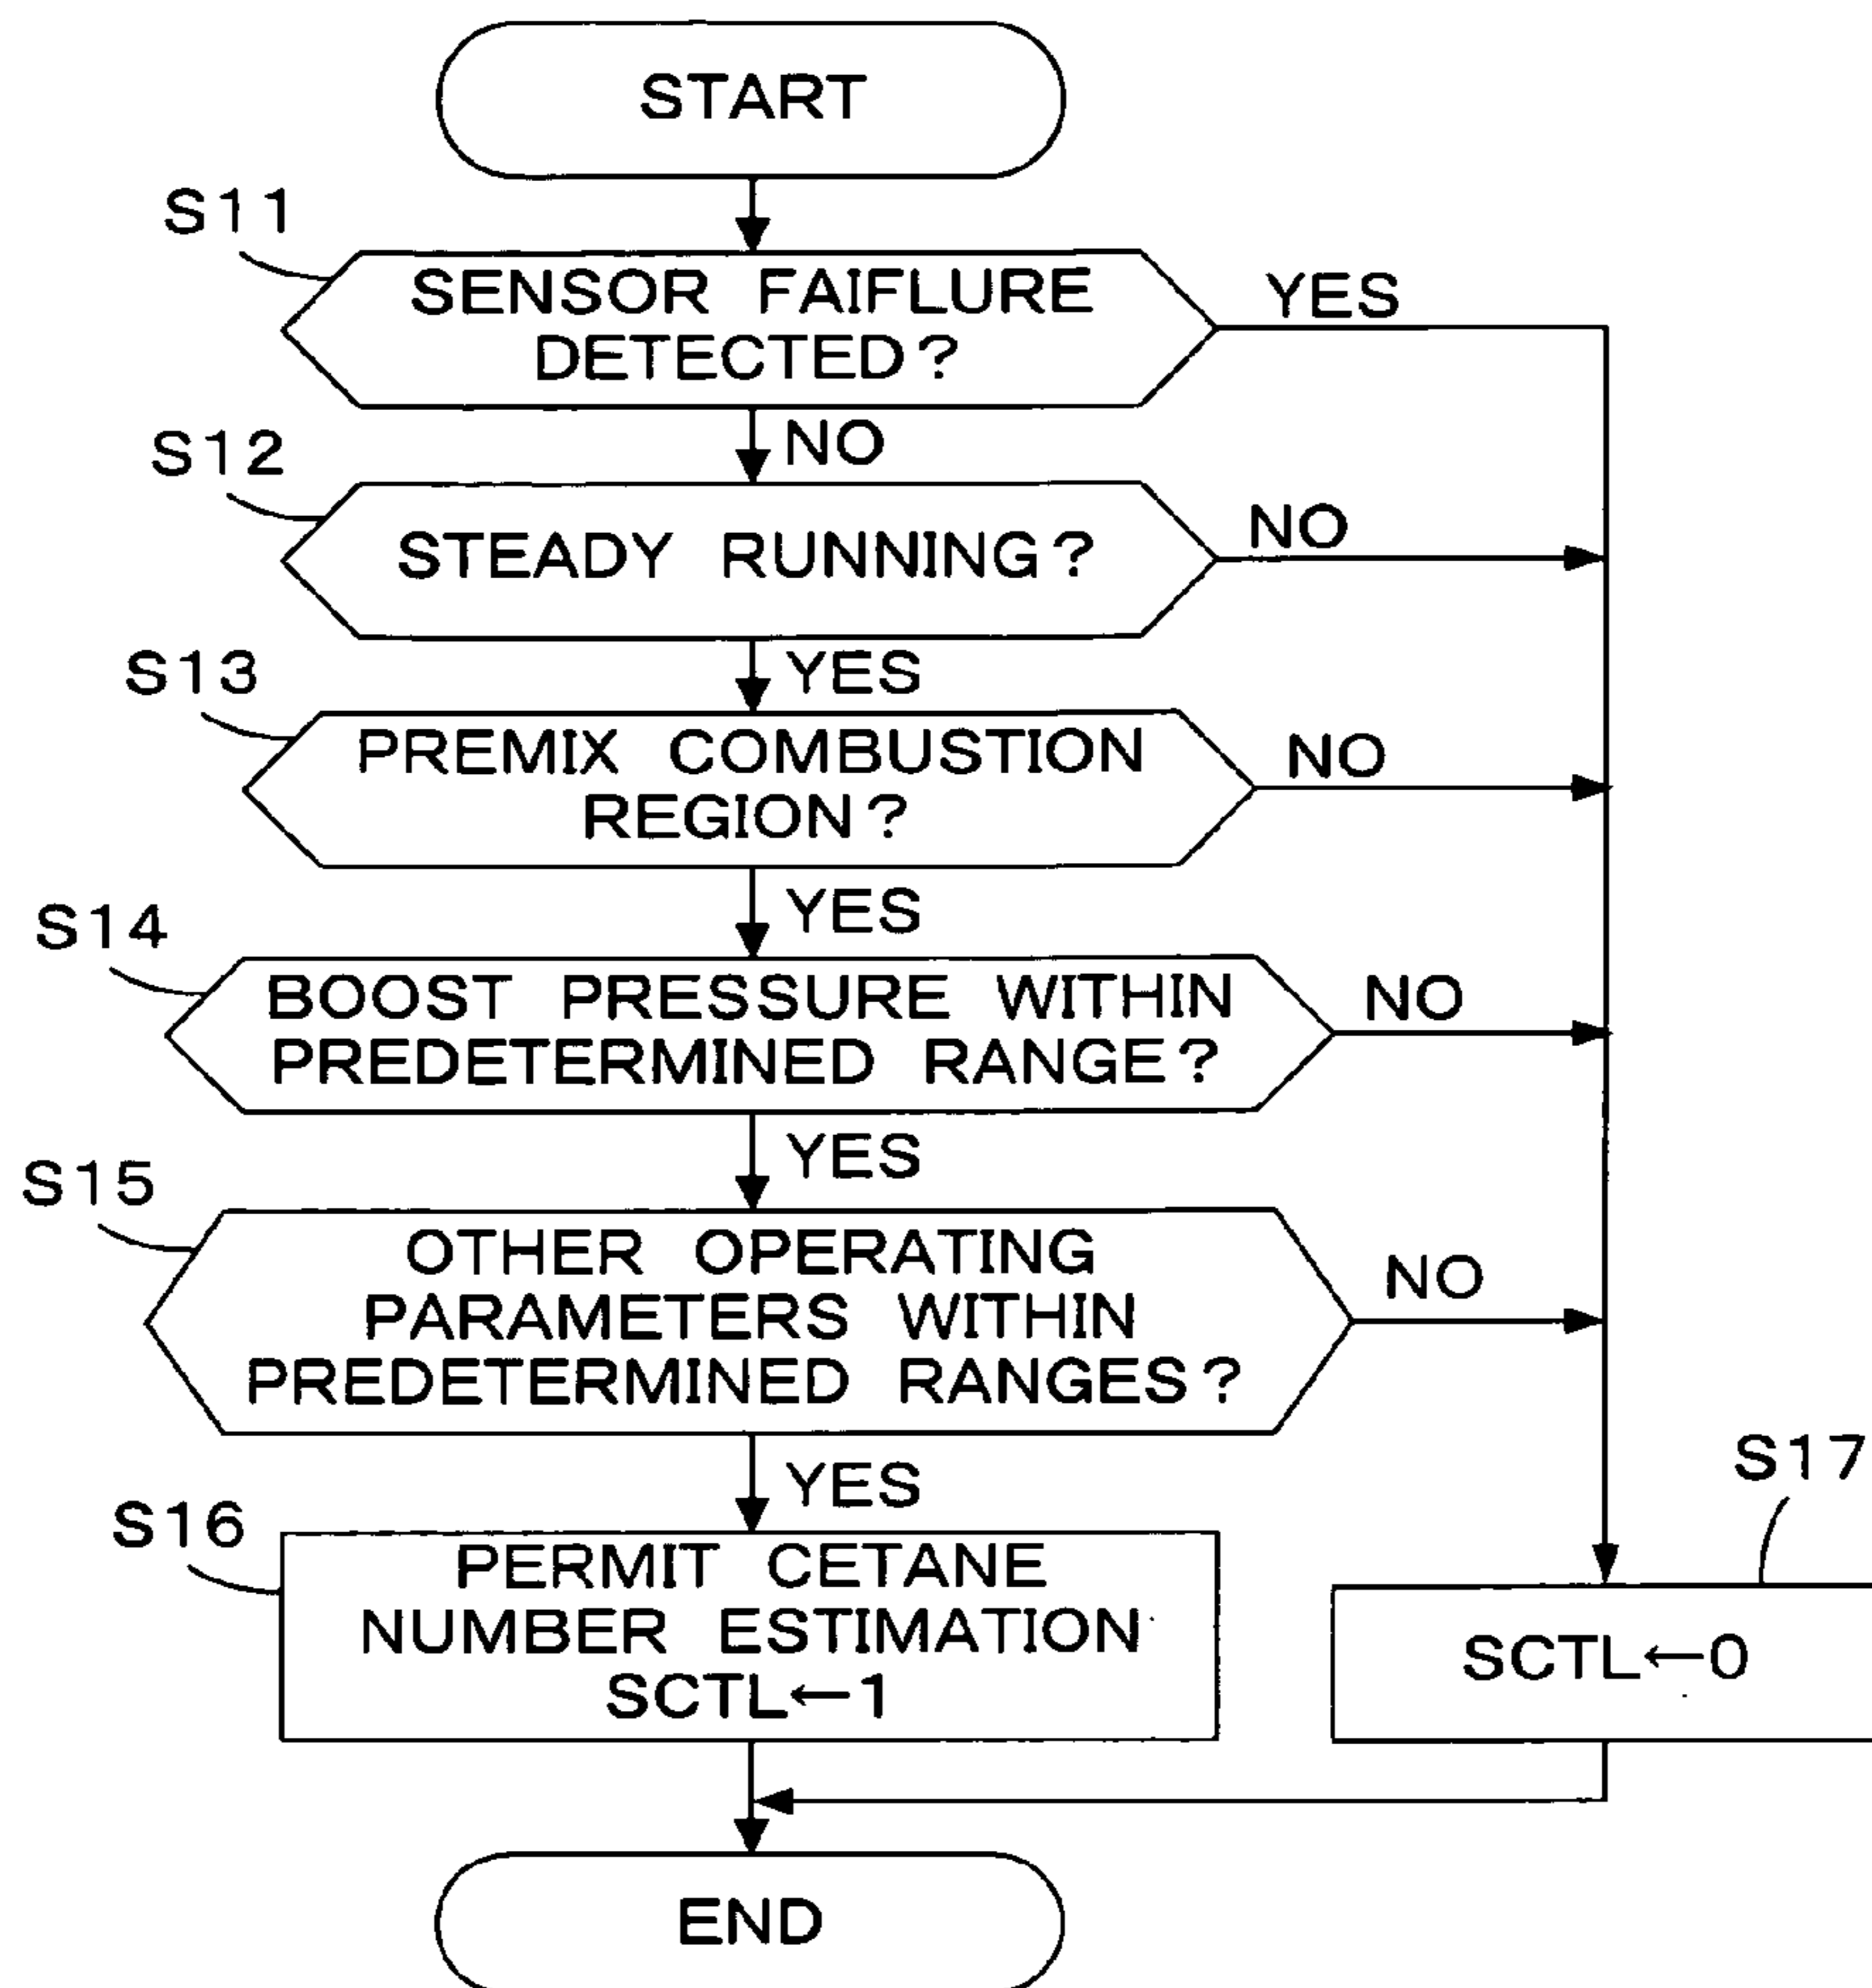 START
S11
SENSOR FAIFLURE
DETECTED?
YES
NO
S12
STEADY RUNNING?
NO
YES
S13
PREMIX COMBUSTION
REGION?
NO
YES
S14
BOOST PRESSURE WITHIN
PREDETERMINED RANGE?
NO
YES
S15
OTHER OPERATING
PARAMETERS WITHIN
PREDETERMINED RANGES?
NO
YES
S16
PERMIT CETANE
NUMBER ESTIMATION
SCTL←1
S17
SCTL←0
END